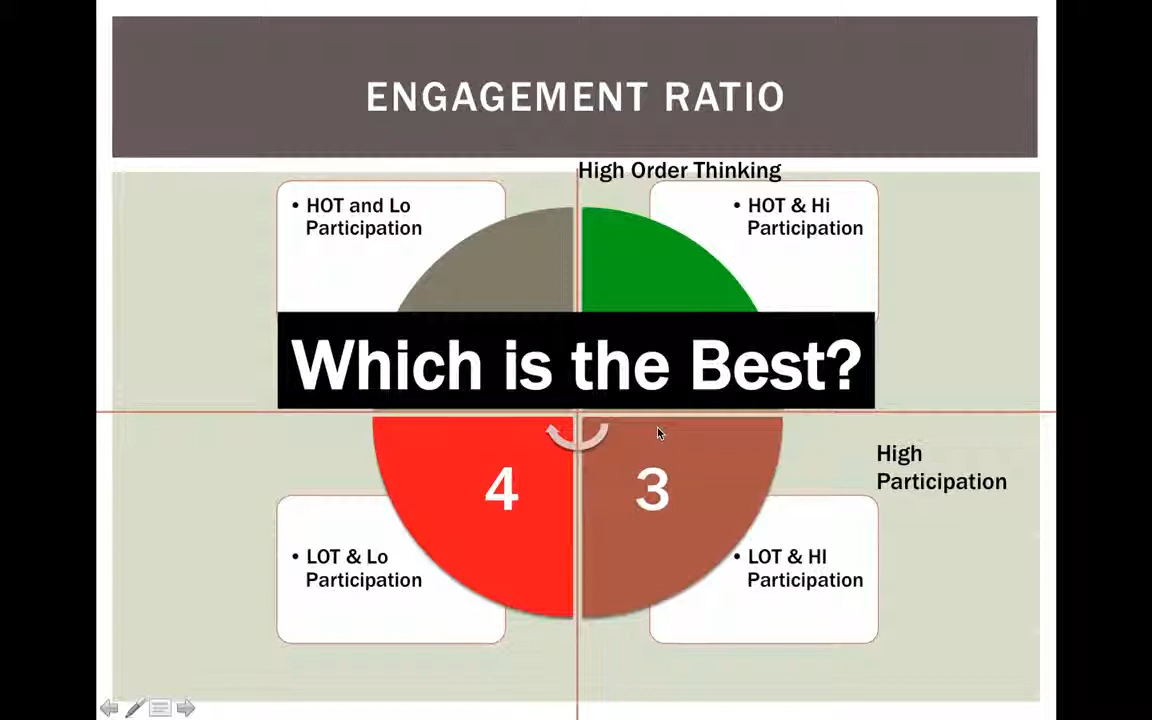 ENGAGEMENT RATIO
High Order Thinking
• HOT and Lo
Participation
• HOT & Hi
Participation
Which is the Best?
4
3
High
Participation
• LOT & Lo
Participation
• LOT & HI
Participation